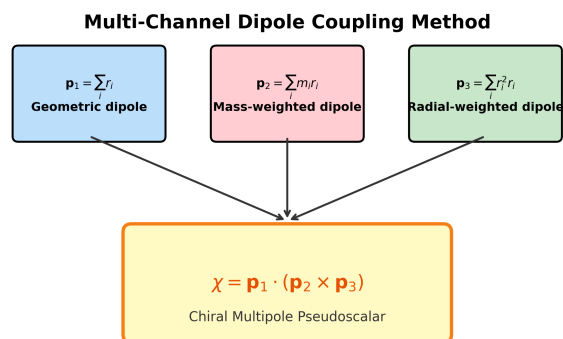 Multi-Channel Dipole Coupling Method
p₁ = ∑ᵢ rᵢ
Geometric dipole
p₂ = ∑ᵢ mᵢrᵢ
Mass-weighted dipole
p₃ = ∑ᵢ rᵢ²rᵢ
Radial-weighted dipole
χ = p₁ · (p₂ × p₃)
Chiral Multipole Pseudoscalar